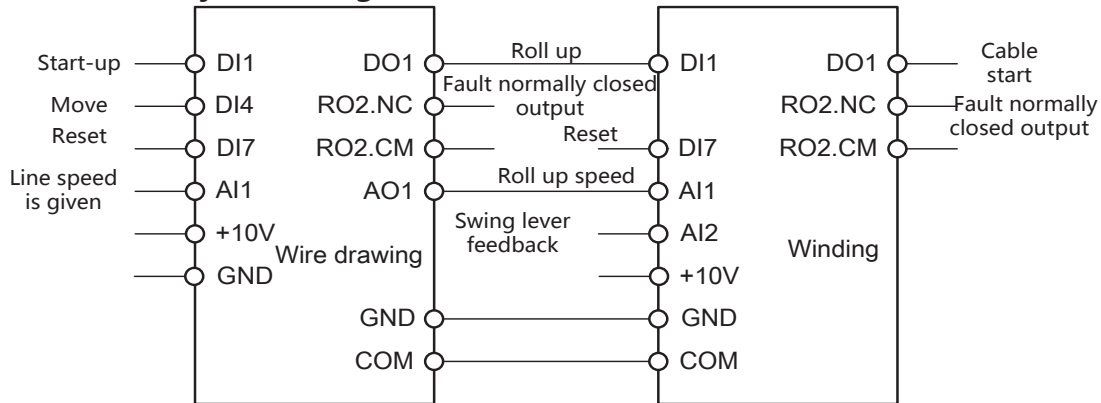 Start-up
DI1
DO1
Roll up
DI1
DO1
Cable
start
Move
DI4
RO2.NC
Fault normally closed
output
RO2.NC
Fault normally
closed output
Reset
DI7
RO2.CM
Reset
DI7
RO2.CM
Line speed
is given
AI1
AO1
Roll up speed
AI1
+10V
Wire drawing
Swing lever
feedback
AI2
Winding
GND
+10V
GND
GND
COM
COM